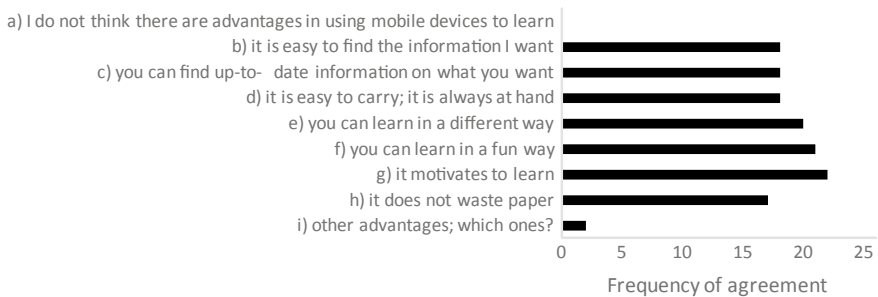 a) I do not think there are advantages in using mobile devices to learn
b) it is easy to find the information I want
c) you can find up-to- date information on what you want
d) it is easy to carry; it is always at hand
e) you can learn in a different way
f) you can learn in a fun way
g) it motivates to learn
h) it does not waste paper
i) other advantages; which ones?
0 5 10 15 20 25
Frequency of agreement